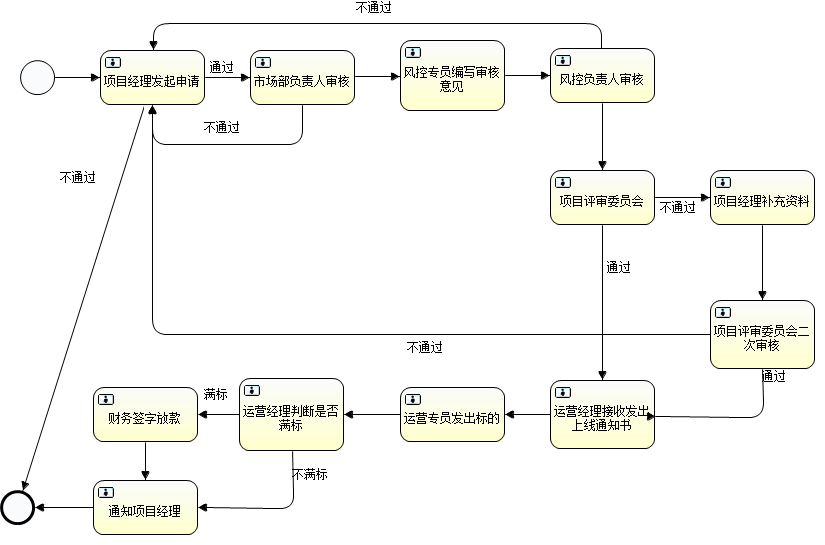 不通过
项目经理发起申请
通过
市场部负责人审核
风控专员编写审核
意见
风控负责人审核
不通过
不通过
项目评审委员会
不通过
项目经理补充资料
通过
项目评审委员会二
次审核
不通过
通过
财务签字放款
满标
运营经理判断是否
满标
运营专员发出标的
运营经理接收发出
上线通知书
不满标
通知项目经理